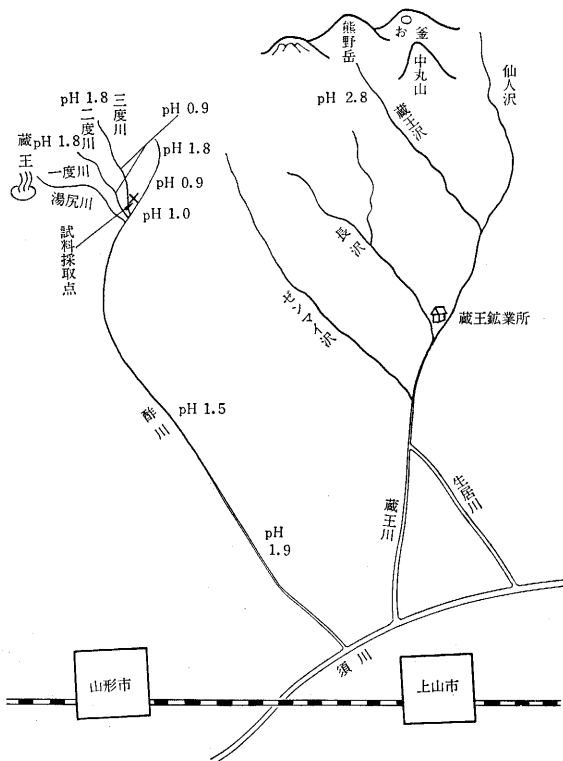 熊野岳
お釜
中丸山
仙人沢
pH 2.8
蔵王沢
pH 1.8
三度川
pH 0.9
二度川
pH 1.8
pH 1.8
蔵王
一度川
pH 0.9
湯尻川
pH 1.0
試料採取点
長沢
ゼンマイ沢
蔵王鉱業所
酢川
pH 1.5
pH
1.9
蔵王川
生居川
須川
山形市
上山市